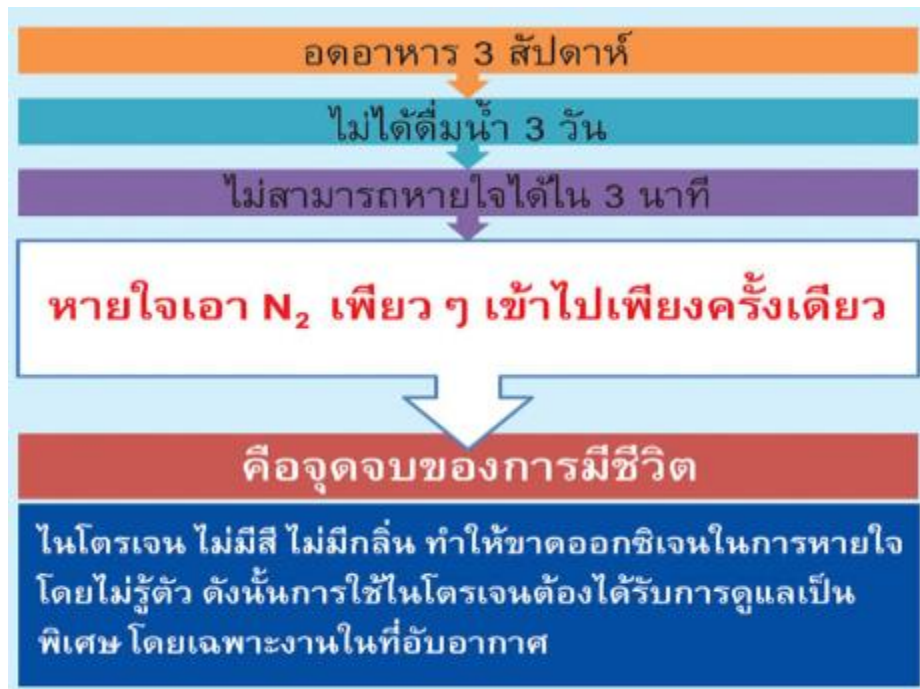 อดอาหาร 3 สัปดาห์
ไม่ได้ดื่มน้ำ 3 วัน
ไม่สามารถหายใจได้ใน 3 นาที
หายใจเอา N₂ เพียว ๆ เข้าไปเพียงครั้งเดียว
คือจุดจบของการมีชีวิต
ไนโตรเจน ไม่มีสี ไม่มีกลิ่น ทำให้ขาดออกซิเจนในการหายใจ
โดยไม่รู้ตัว ดังนั้นการใช้ไนโตรเจนต้องได้รับการดูแลเป็น
พิเศษ โดยเฉพาะงานในที่อับอากาศ